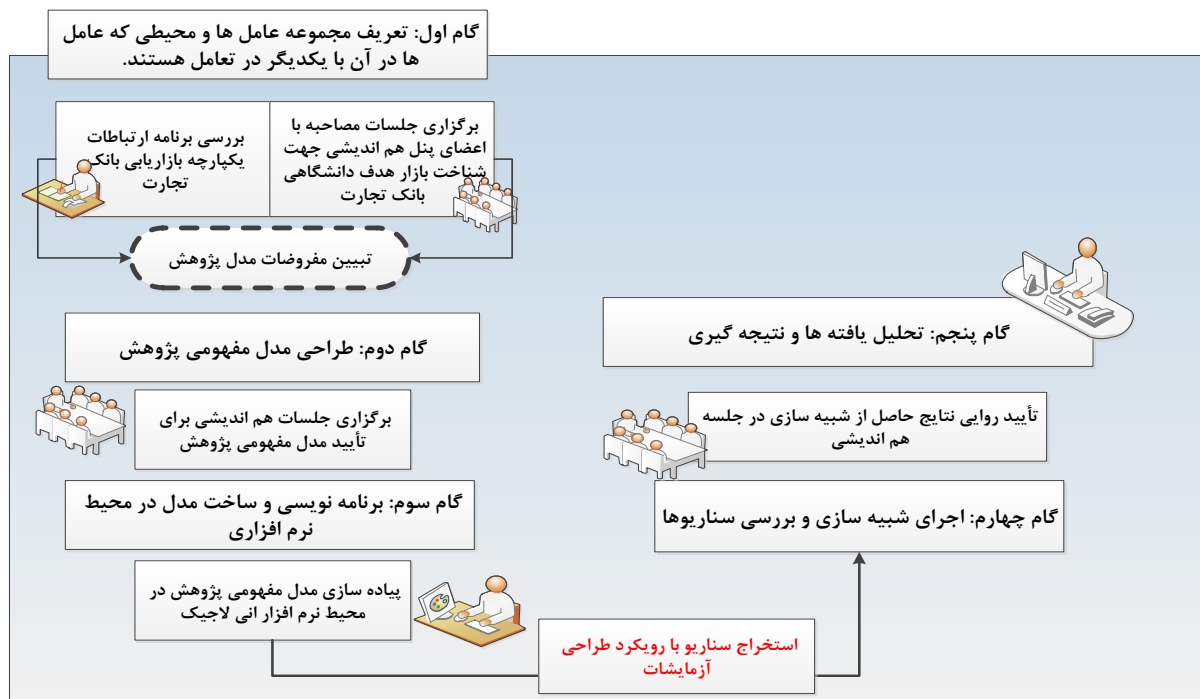 گام اول: تعریف مجموعه عامل ها و محیطی که عامل
ها در آن با یکدیگر در تعامل هستند.
برگزاری جلسات مصاحبه با
اعضای پنل هم اندیشی جهت
شناخت بازار هدف دانشگاهی
بانک تجارت
بررسی برنامه ارتباطات
یکپارچه بازاریابی بانک
تجارت
تبیین مفروضات مدل پژوهش
گام دوم: طراحی مدل مفهومی پژوهش
برگزاری جلسات هم اندیشی برای
تأیید مدل مفهومی پژوهش
گام سوم: برنامه نویسی و ساخت مدل در محیط
نرم افزاری
پیاده سازی مدل مفهومی پژوهش در
محیط نرم افزار انی لاجیک
استخراج سناریو با رویکرد طراحی
آزمایشات
گام چهارم: اجرای شبیه سازی و بررسی سناریوها
تأیید روایی نتایج حاصل از شبیه سازی در جلسه
هم اندیشی
گام پنجم: تحلیل یافته ها و نتیجه گیری